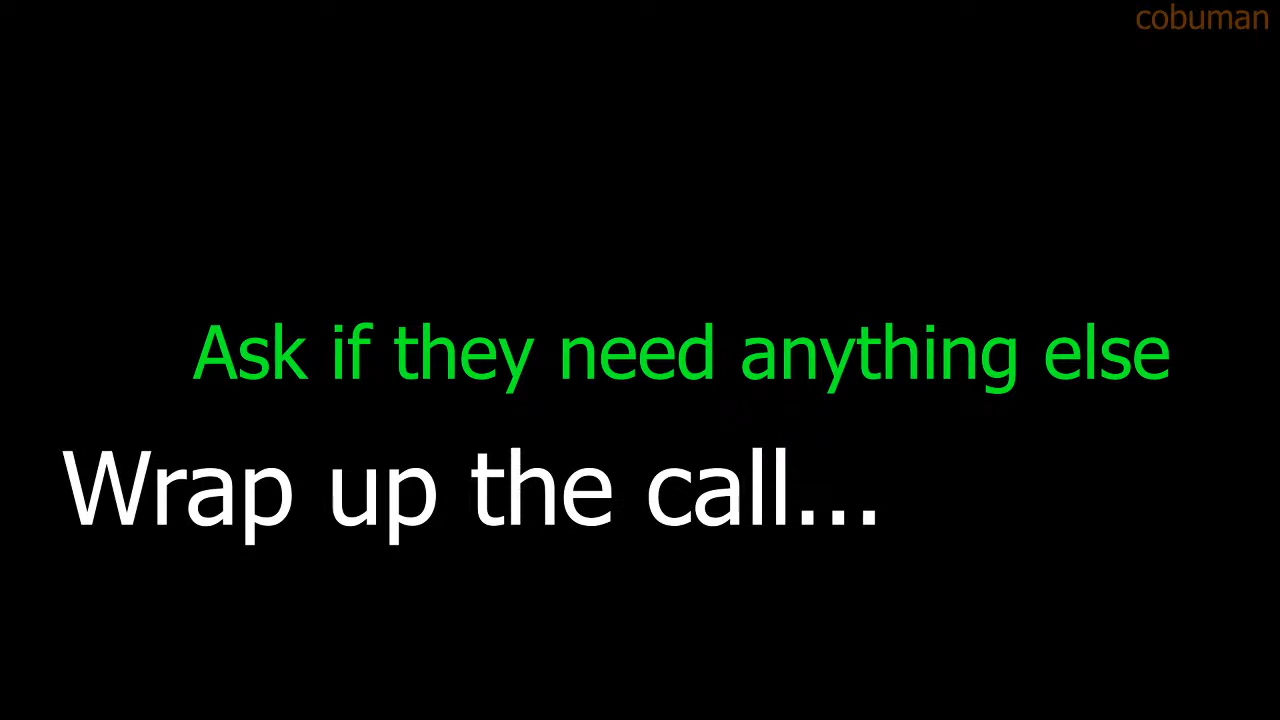 cobuman
Ask if they need anything else
Wrap up the call...